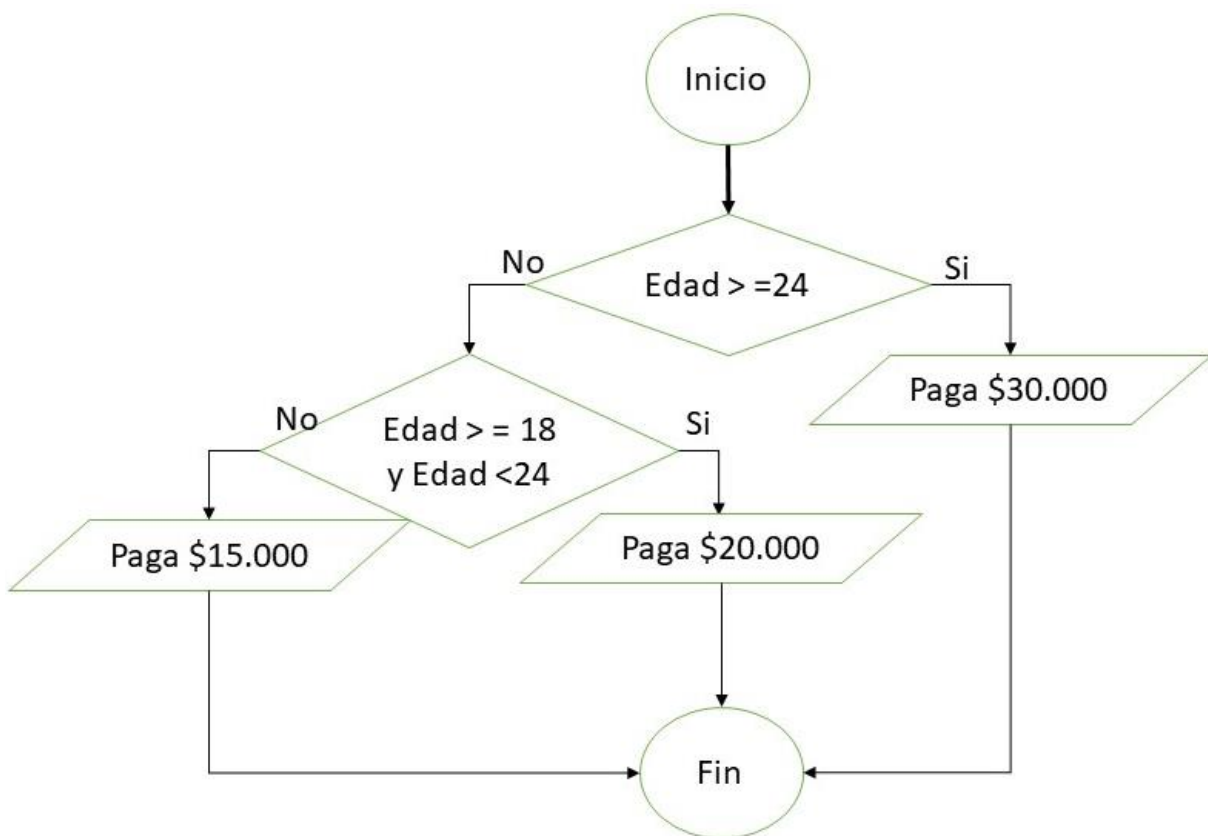 Inicio
No
Si
Edad > =24
Paga $30.000
No
Si
Edad > = 18
y Edad <24
Paga $15.000
Paga $20.000
Fin